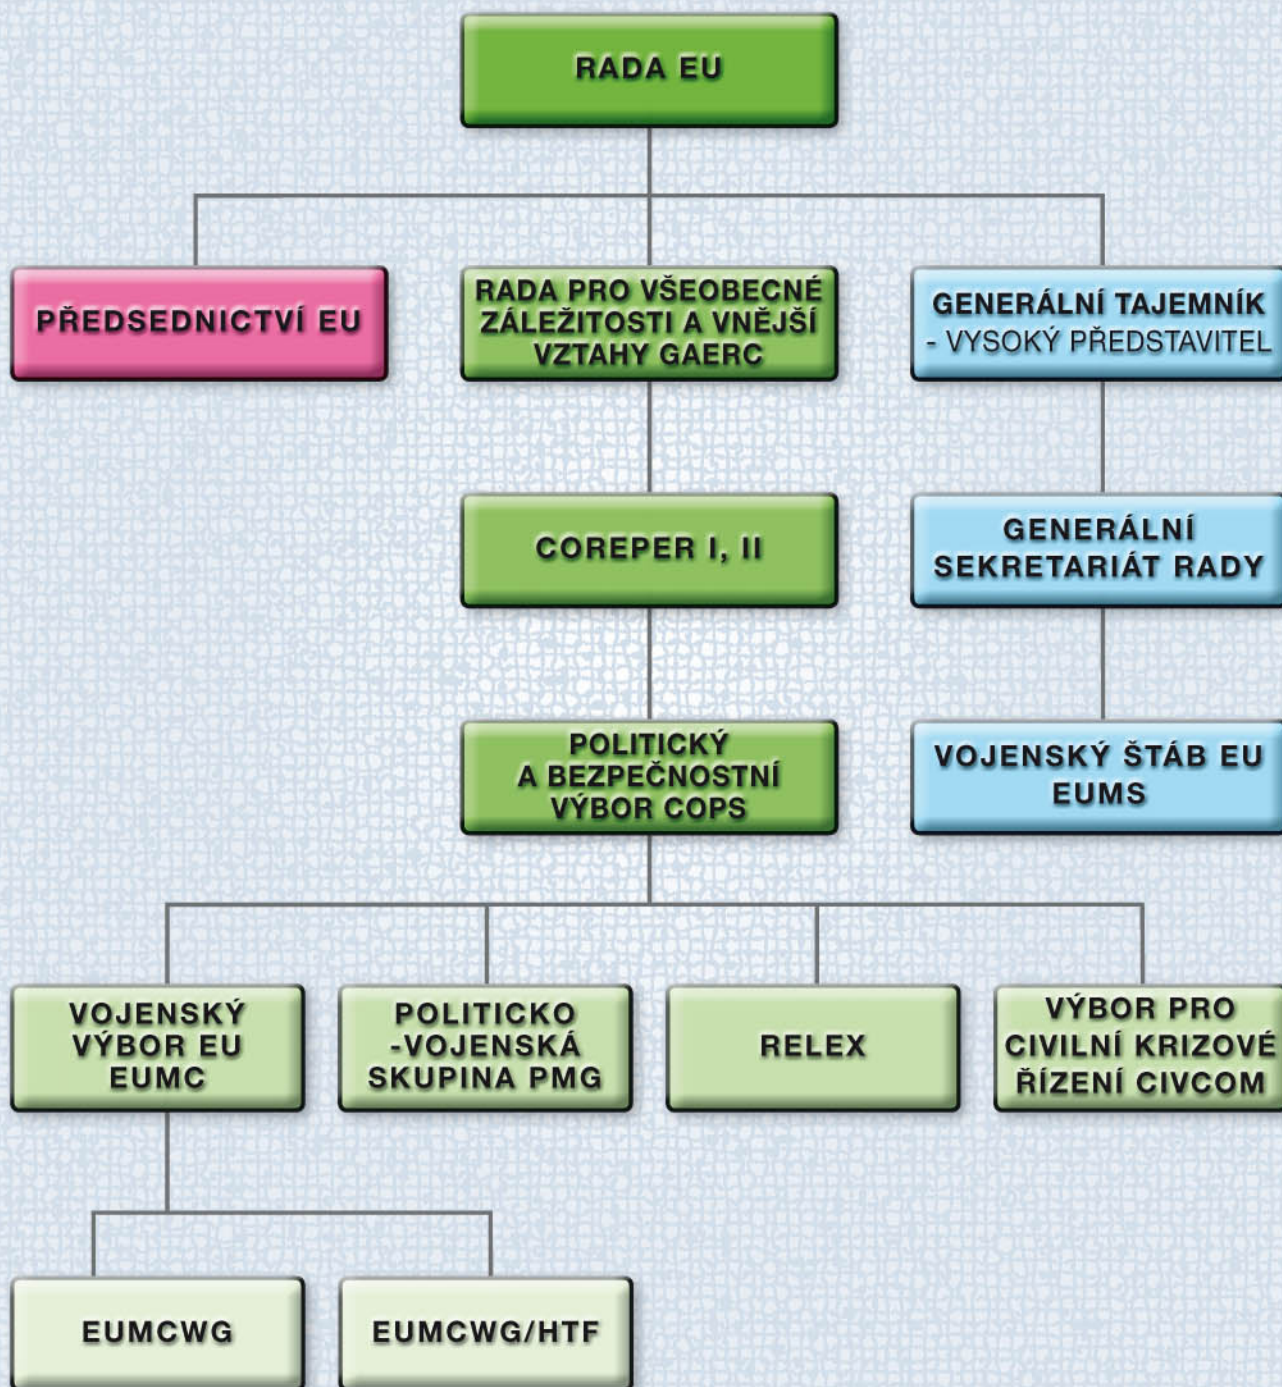 RADA EU
PŘEDSEDNICTVÍ EU
RADA PRO VŠEOBECNÉ
ZÁLEŽITOSTI A VNĚJŠÍ
VZTAHY GAERC
GENERÁLNÍ TAJEMNÍK
- VYSOKÝ PŘEDSTAVITEL
COREPER I, II
GENERÁLNÍ
SEKRETARIÁT RADY
POLITICKÝ
A BEZPEČNOSTNÍ
VÝBOR COPS
VOJENSKÝ ŠTÁB EU
EUMS
VOJENSKÝ
VÝBOR EU
EUMC
POLITICKO
-VOJENSKÁ
SKUPINA PMG
RELEX
VÝBOR PRO
CIVILNÍ KRIZOVÉ
ŘÍZENÍ CIVCOM
EUMCWG
EUMCWG/HTF